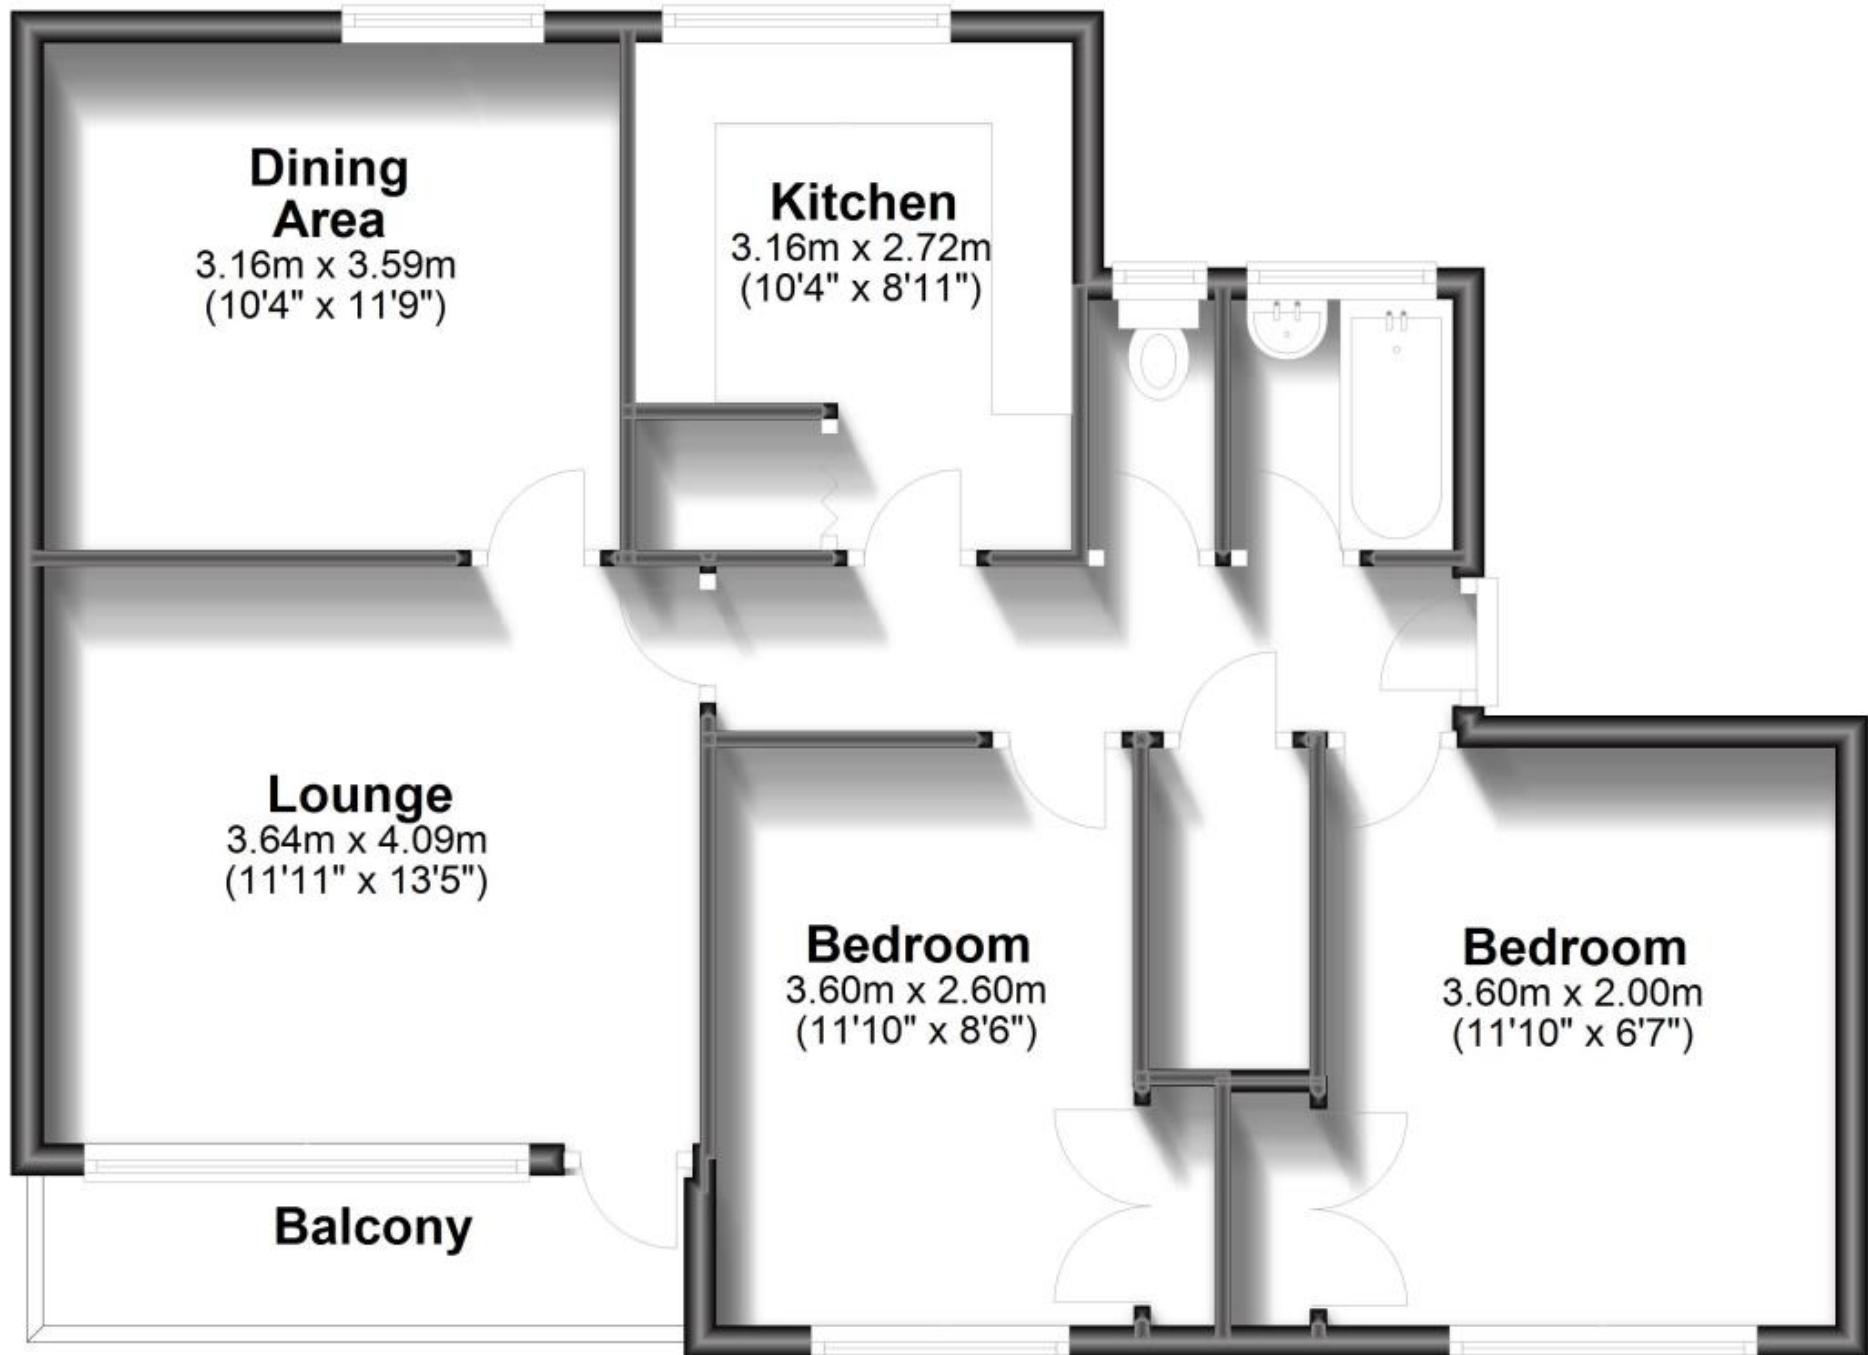 Dining
Area
3.16m x 3.59m
(10'4" x 11'9")
Kitchen
3.16m x 2.72m
(10'4" x 8'11")
Lounge
3.64m x 4.09m
(11'11" x 13'5")
Bedroom
3.60m x 2.60m
(11'10" x 8'6")
Bedroom
3.60m x 2.00m
(11'10" x 6'7")
Balcony